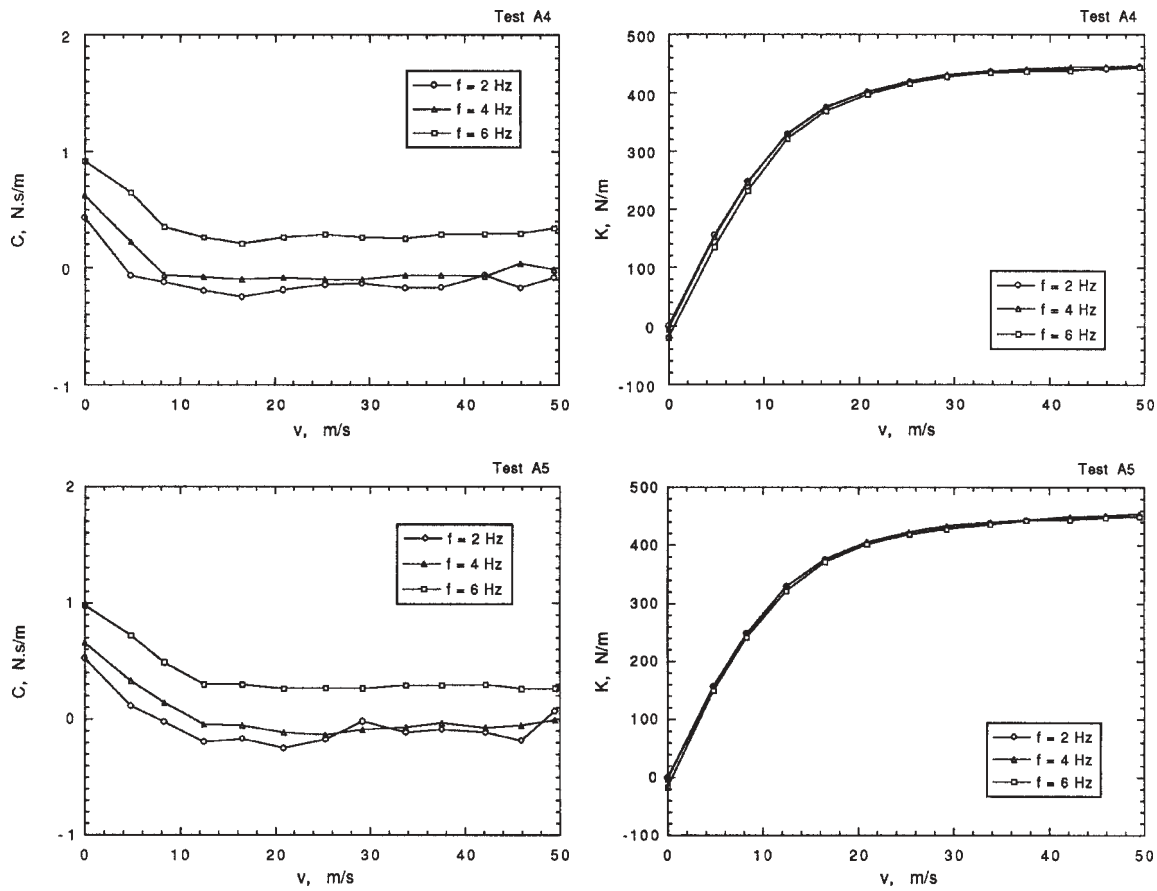 Test A4
2
1
0
-1
C, N.s/m
f = 2 Hz
f = 4 Hz
f = 6 Hz
0 10 20 30 40 50
v, m/s
Test A4
500
400
300
200
100
0
-100
K, N/m
f = 2 Hz
f = 4 Hz
f = 6 Hz
0 10 20 30 40 50
v, m/s
Test A5
2
1
0
-1
C, N.s/m
f = 2 Hz
f = 4 Hz
f = 6 Hz
0 10 20 30 40 50
v, m/s
Test A5
500
400
300
200
100
0
-100
K, N/m
f = 2 Hz
f = 4 Hz
f = 6 Hz
0 10 20 30 40 50
v, m/s